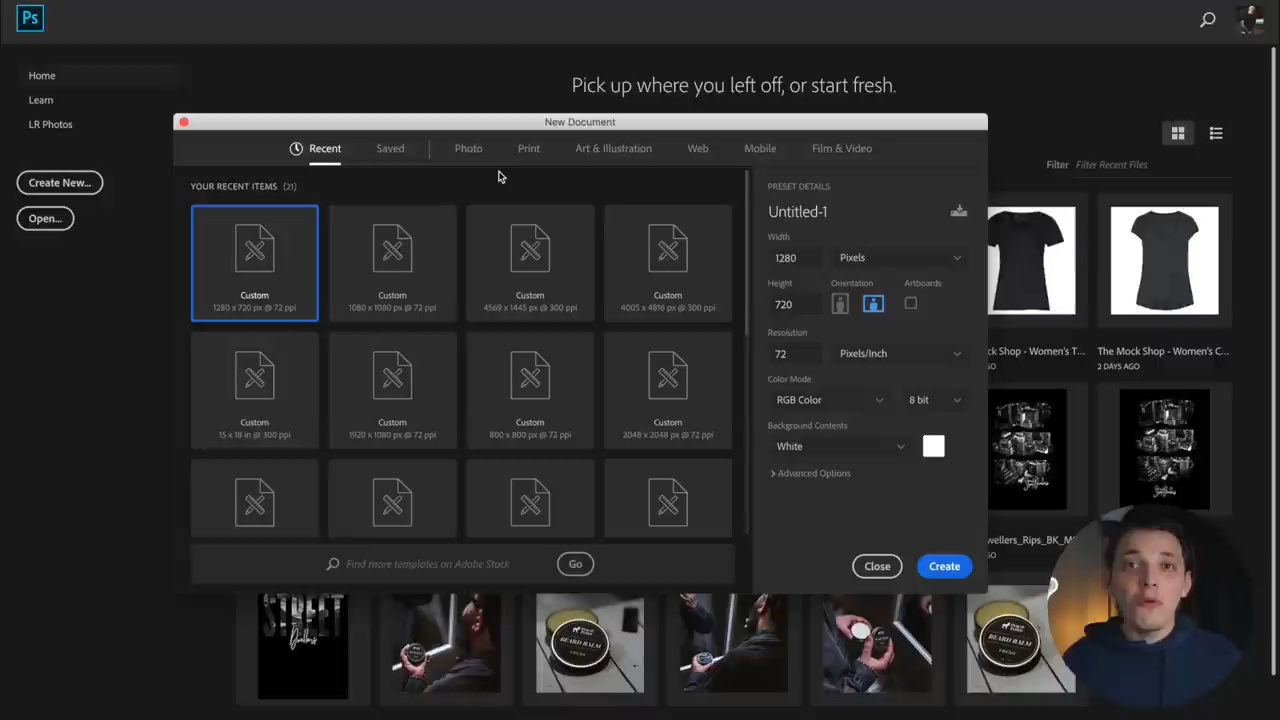 Ps
Home
Learn
LR Photos
Create New...
Open...
Pick up where you left off, or start fresh.
Filter Filter Recent Files
New Document
Recent Saved Photo Print Art & Illustration Web Mobile Film & Video
YOUR RECENT ITEMS (21)
Custom
1280 x 720 px @ 72 ppi
Custom
1080 x 1080 px @ 72 ppi
Custom
4569 x 1445 px @ 300 ppi
Custom
4005 x 4816 px @ 300 ppi
Custom
15 x 18 in @ 300 ppi
Custom
1920 x 1080 px @ 72 ppi
Custom
800 x 800 px @ 72 ppi
Custom
2048 x 2048 px @ 72 ppi
Find more templates on Adobe Stock Go
PRESET DETAILS
Untitled-1
Width
1280 Pixels
Height Orientation Artboards
720
Resolution
72 Pixels/Inch
Color Mode
RGB Color 8 bit
Background Contents
White
Advanced Options
Close Create
ck Shop - Women's T...
GO
The Mock Shop - Women's C...
2 DAYS AGO
wellers_Rips_BK_M
GO
STREET
BEARD BALM
BEARD BALM